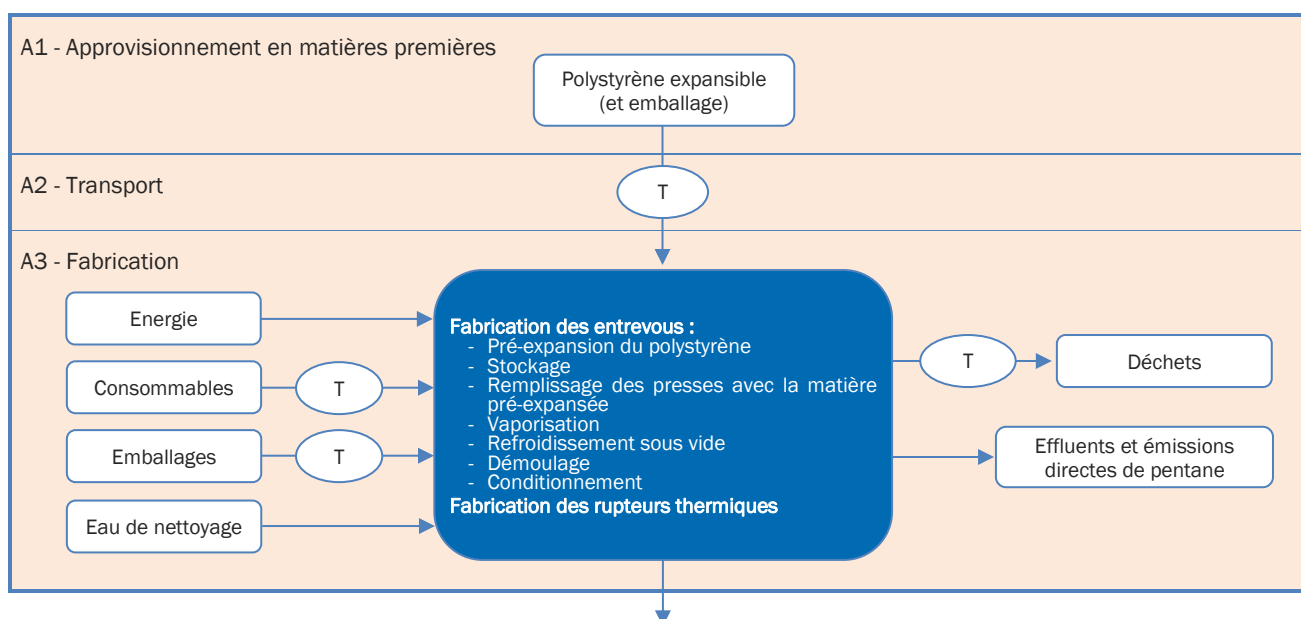 A1 - Approvisionnement en matières premières
Polystyrène expansible
(et emballage)
A2 - Transport
T
A3 - Fabrication
Energie
Consommables
T
Emballages
T
Eau de nettoyage
Fabrication des entrevous :
- Pré-expansion du polystyrène
- Stockage
- Remplissage des presses avec la matière
pré-expansée
- Vaporisation
- Refroidissement sous vide
- Démoulage
- Conditionnement
Fabrication des rupteurs thermiques
T
Déchets
Effluents et émissions
directes de pentane